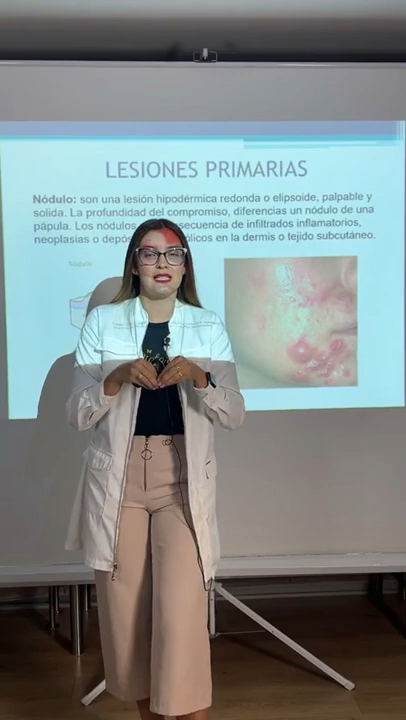 LESIONES PRIMARIAS
Nódulo: son una lesión hipodérmica redonda o elipsoide, palpable y
solida. La profundidad del compromiso, diferencias un nódulo de una
pápula. Los nódulos secuencia de infiltrados inflamatorios,
neoplasias o depós en la dermis o tejido subcutáneo.
Nódulo